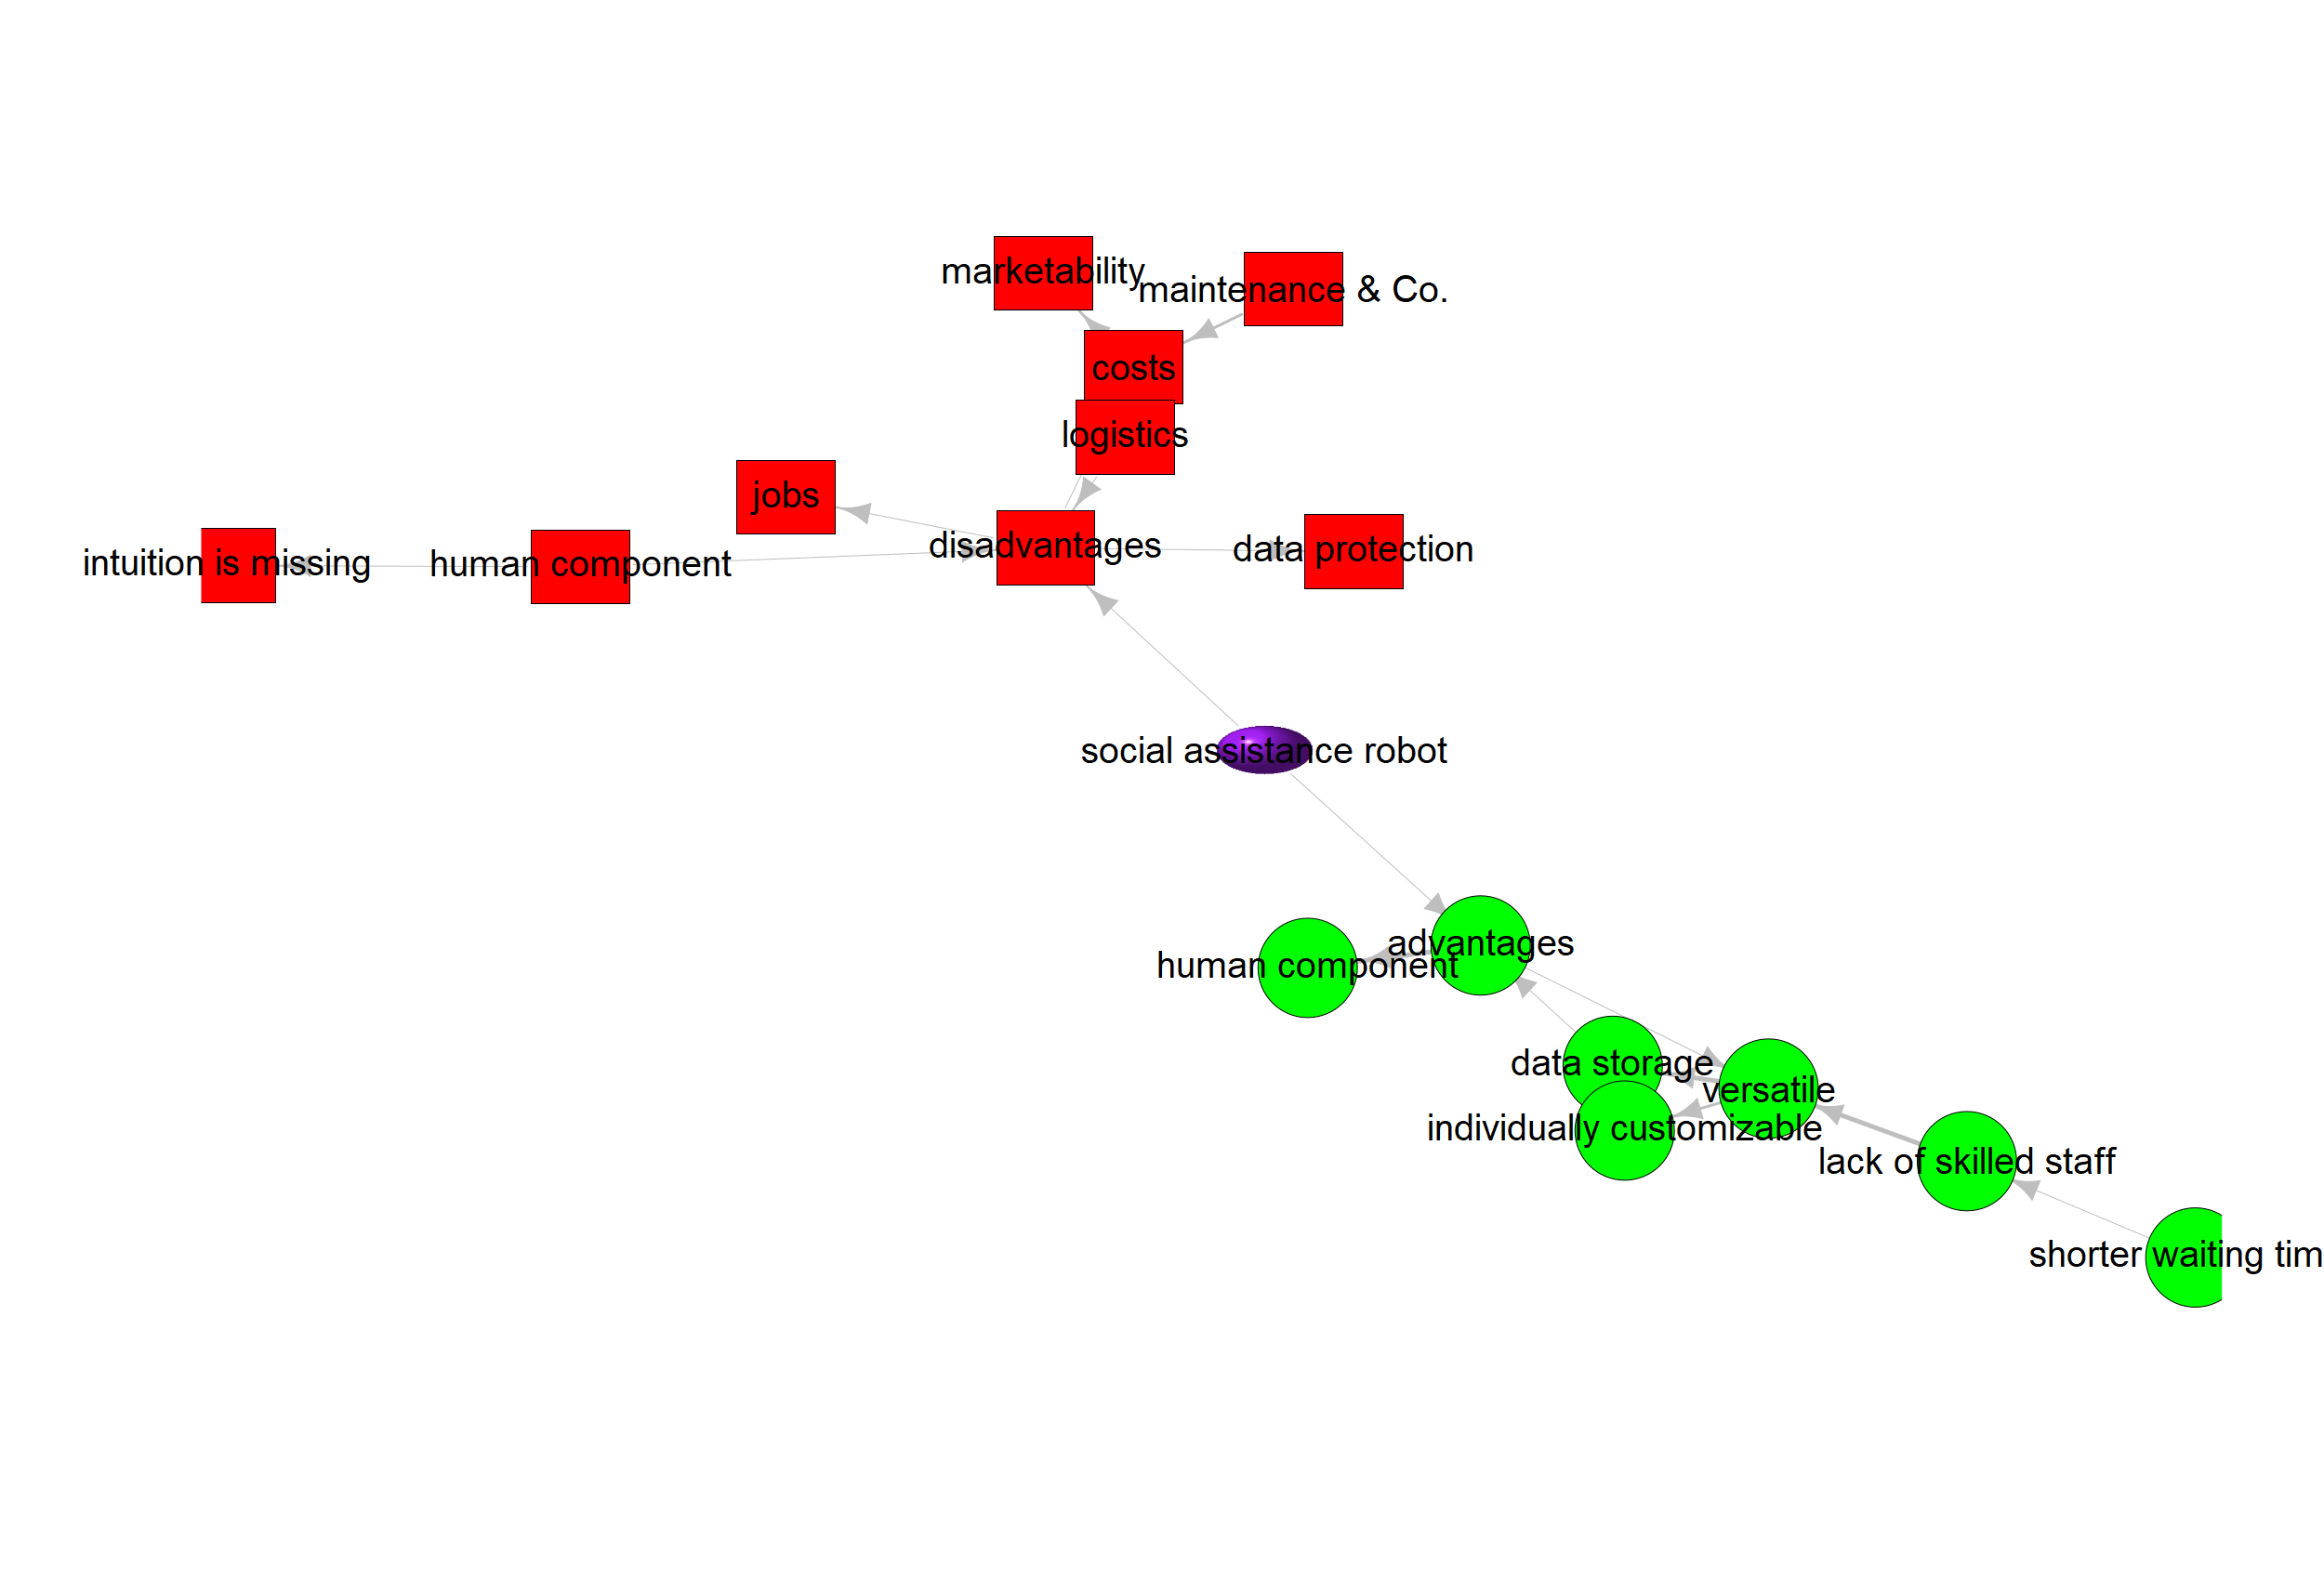 marketability
maintenance & Co.
costs
logistics
jobs
disadvantages
data protection
intuition is missing
human component
social assistance robot
advantages
human component
data storage
versatile
individually customizable
lack of skilled staff
shorter waiting tim